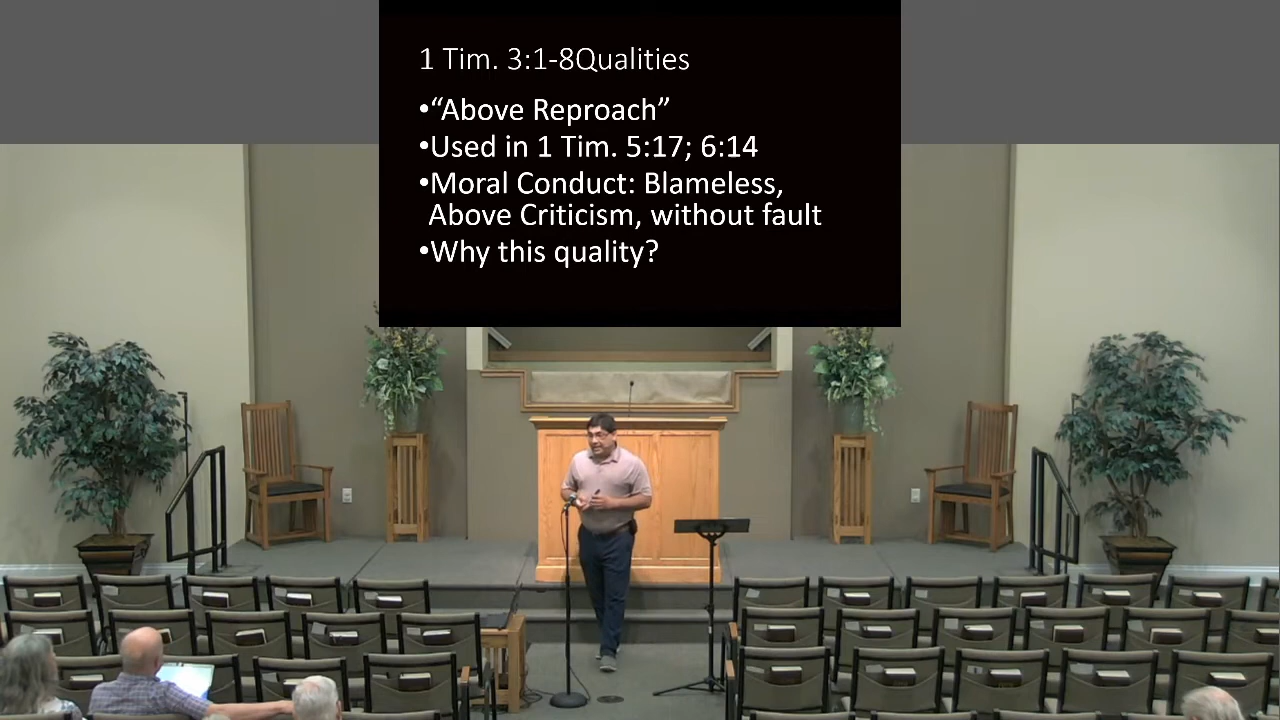 1 Tim. 3:1-8Qualities
•“Above Reproach”
•Used in 1 Tim. 5:17; 6:14
•Moral Conduct: Blameless,
Above Criticism, without fault
•Why this quality?